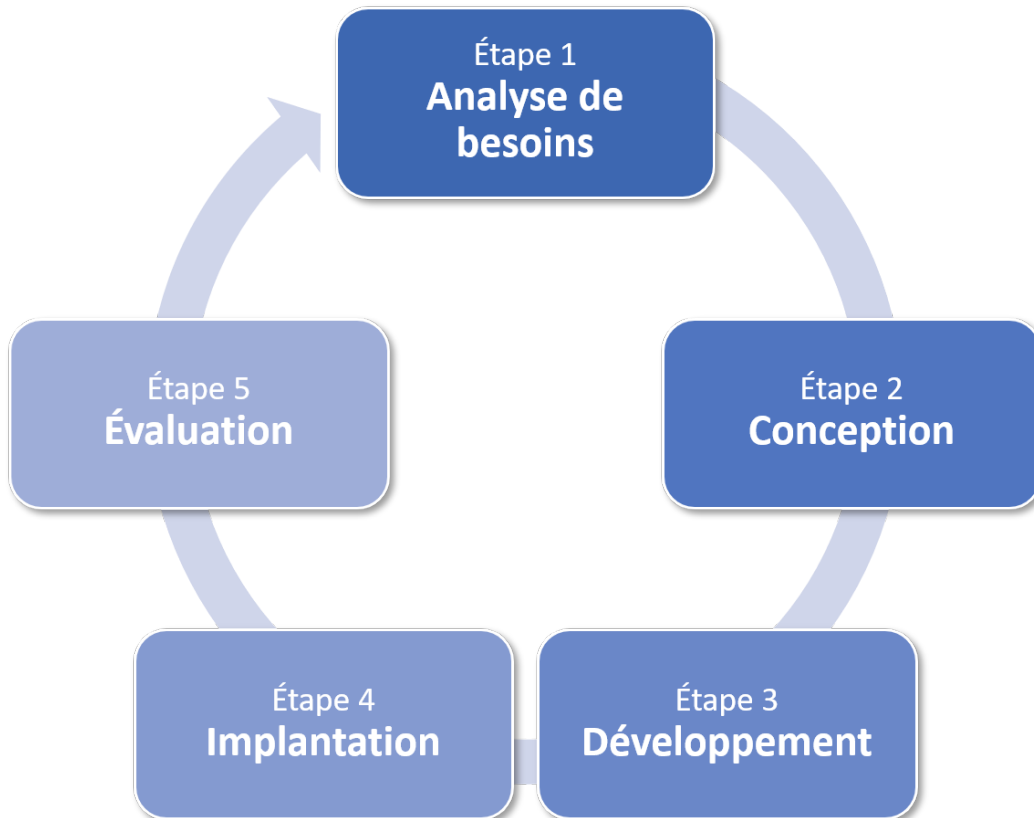 Étape 1
Analyse de
besoins
Étape 2
Conception
Étape 3
Développement
Étape 4
Implantation
Étape 5
Évaluation